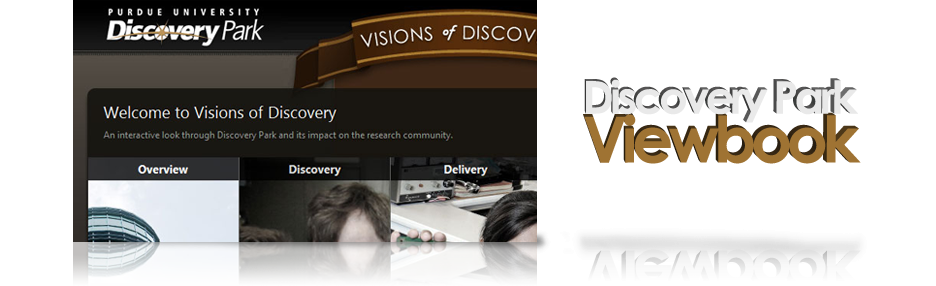 PURDUE UNIVERSITY
Discovery Park
VISIONS of DISCOV
Welcome to Visions of Discovery
An interactive look through Discovery Park and its impact on the research community.
Overview
Discovery
Delivery
Discovery Park
Viewbook